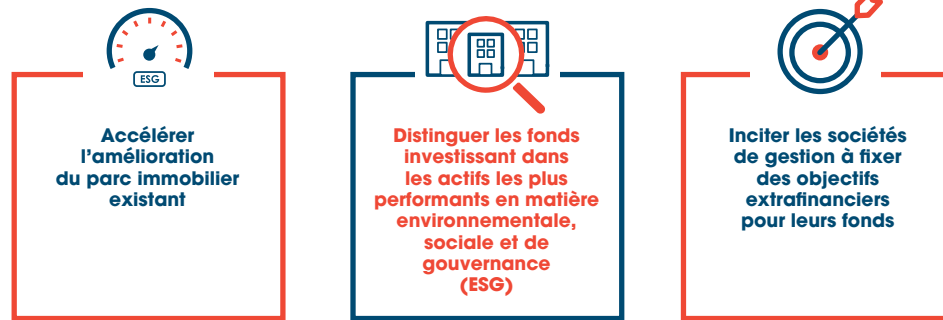 ESG
Accélérer
l'amélioration
du parc immobilier
existant
Distinguer les fonds
investissant dans
les actifs les plus
performants en matière
environnementale,
sociale et de
gouvernance
(ESG)
Inciter les sociétés
de gestion à fixer
des objectifs
extrafinanciers
pour leurs fonds